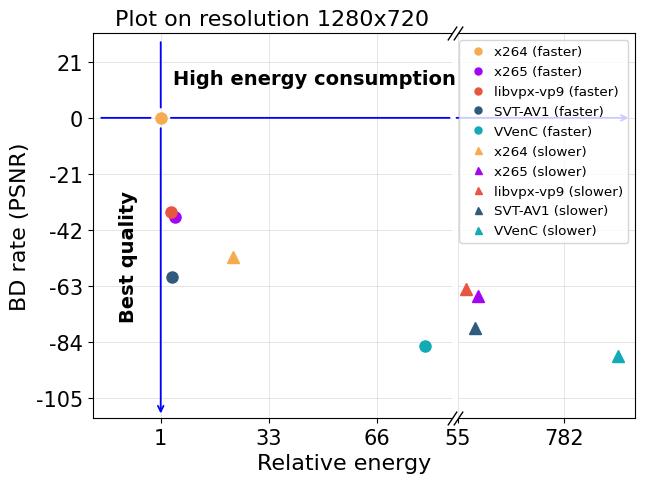 Plot on resolution 1280x720
High energy consumption
x264 (faster)
x265 (faster)
libvpx-vp9 (faster)
SVT-AV1 (faster)
VVenC (faster)
x264 (slower)
x265 (slower)
libvpx-vp9 (slower)
SVT-AV1 (slower)
VVenC (slower)
BD rate (PSNR)
21
0
-21
-42
-63
-84
-105
Best quality
1 33 66 55 782
Relative energy